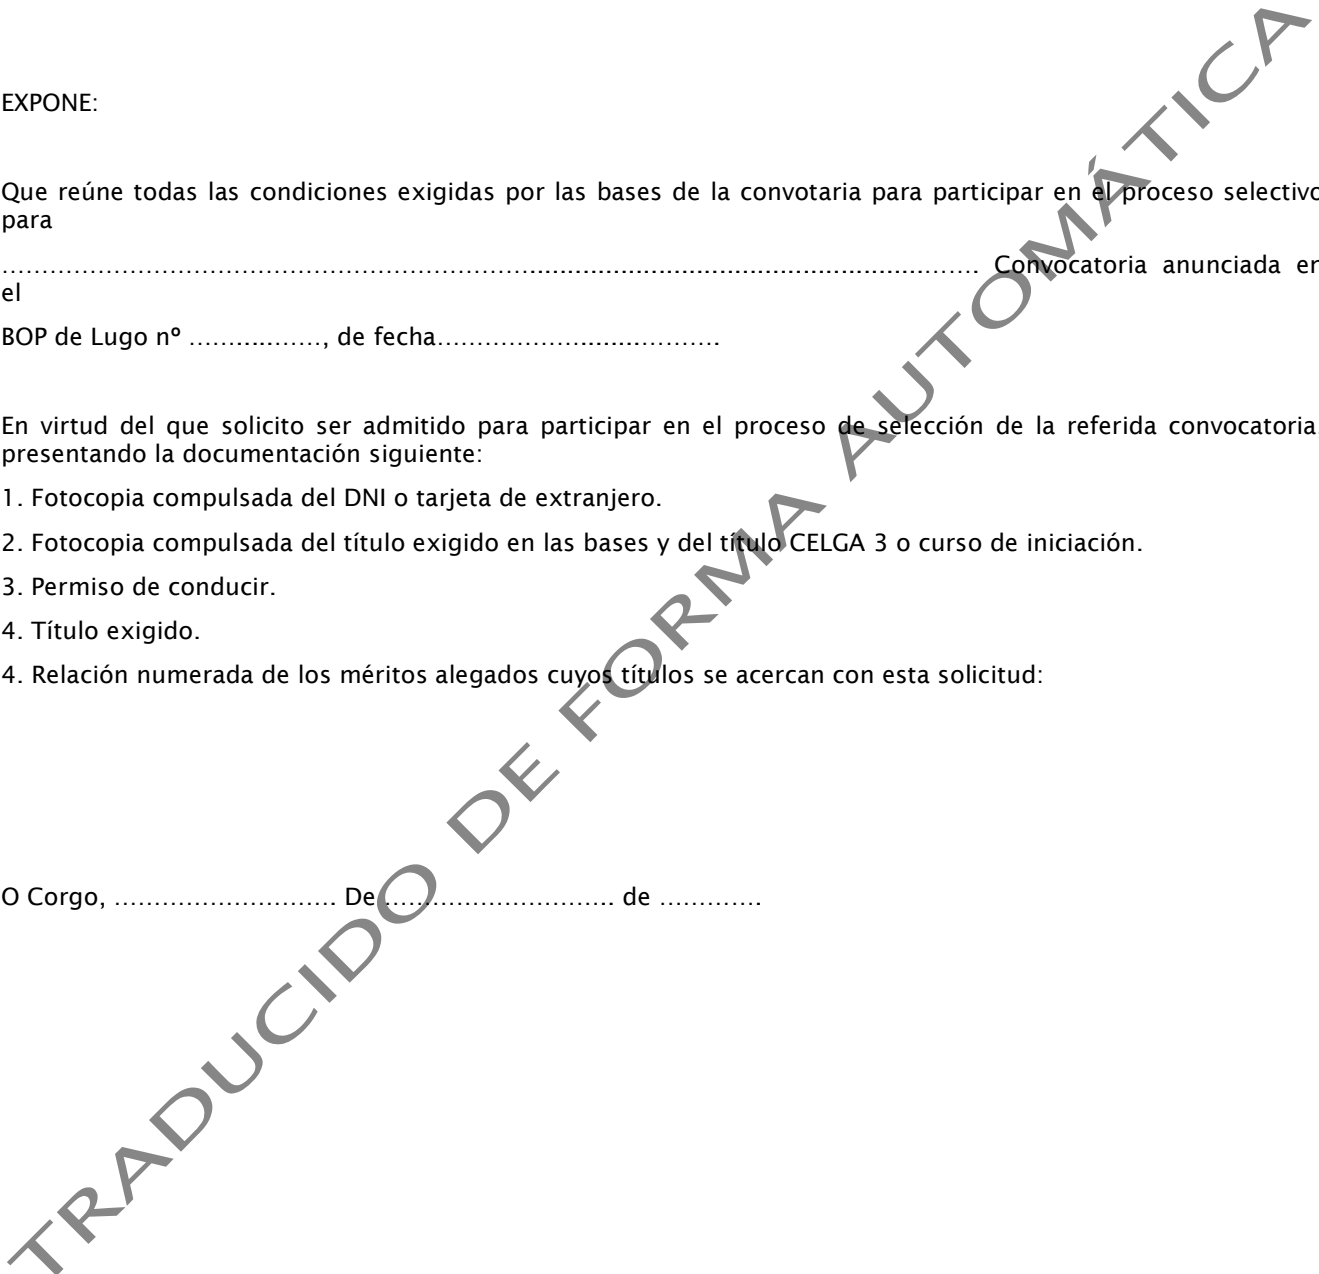 EXPONE:
Que reúne todas las condiciones exigidas por las bases de la convotaria para participar en el proceso selectivo
para
…………………………………………………………................................................................……. Convocatoria anunciada en
el
BOP de Lugo nº ……...........……, de fecha………………..........……….
En virtud del que solicito ser admitido para participar en el proceso de selección de la referida convocatoria,
presentando la documentación siguiente:
1. Fotocopia compulsada del DNI o tarjeta de extranjero.
2. Fotocopia compulsada del título exigido en las bases y del título CELGA 3 o curso de iniciación.
3. Permiso de conducir.
4. Título exigido.
4. Relación numerada de los méritos alegados cuyos títulos se acercan con esta solicitud:
O Corgo, ………………………. De ……………………….. de ………….
TRADUCIDO DE FORMA AUTOMÁTICA